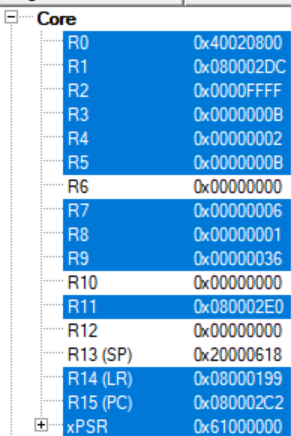 Core
R0 0x40020800
R1 0x080002DC
R2 0x0000FFFF
R3 0x0000000B
R4 0x00000002
R5 0x0000000B
R6 0x00000000
R7 0x00000006
R8 0x00000001
R9 0x00000036
R10 0x00000000
R11 0x080002E0
R12 0x00000000
R13 (SP) 0x20000618
R14 (LR) 0x08000199
R15 (PC) 0x080002C2
xPSR 0x61000000